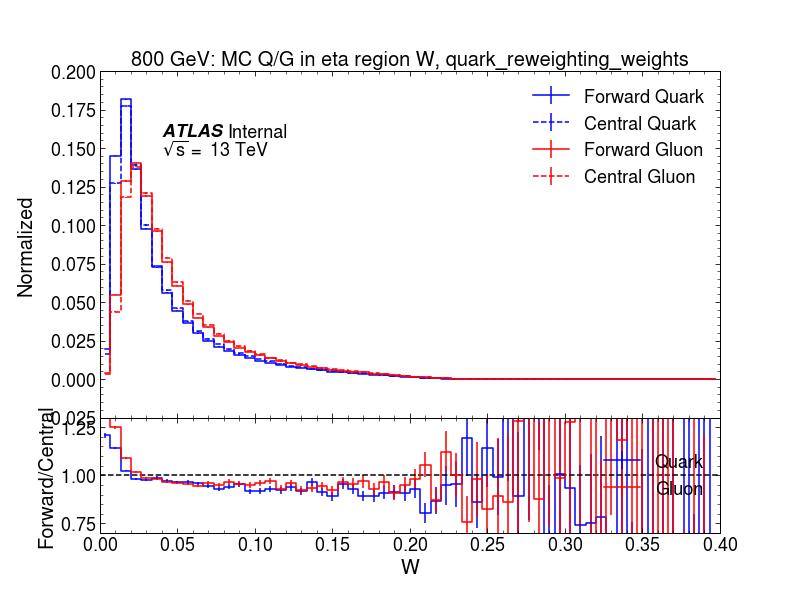 800 GeV: MC Q/G in eta region W, quark_reweighting_weights
0.200
0.175
0.150
0.125
0.100
0.075
0.050
0.025
0.000
0.025
Normalized
ATLAS Internal
√s = 13 TeV
Forward Quark
Central Quark
Forward Gluon
Central Gluon
1.25
1.00
0.75
Forward/Central
Quark
Gluon
0.00 0.05 0.10 0.15 0.20 0.25 0.30 0.35 0.40
W